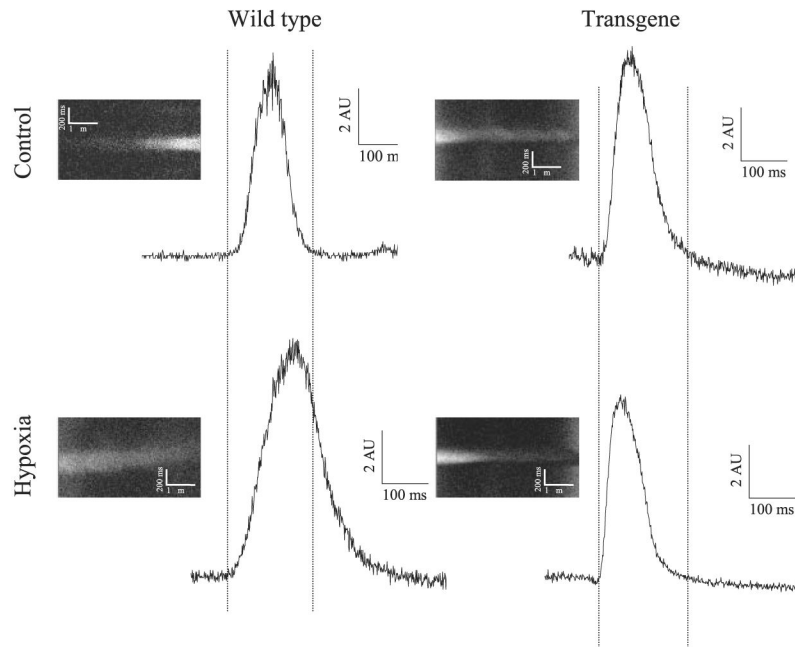 Wild type
Transgene
Control
200 ms
1 m
2 AU
100 m
200 ms
1 m
2 AU
100 ms
Hypoxia
200 ms
1 m
2 AU
100 ms
200 ms
1 m
2 AU
100 ms